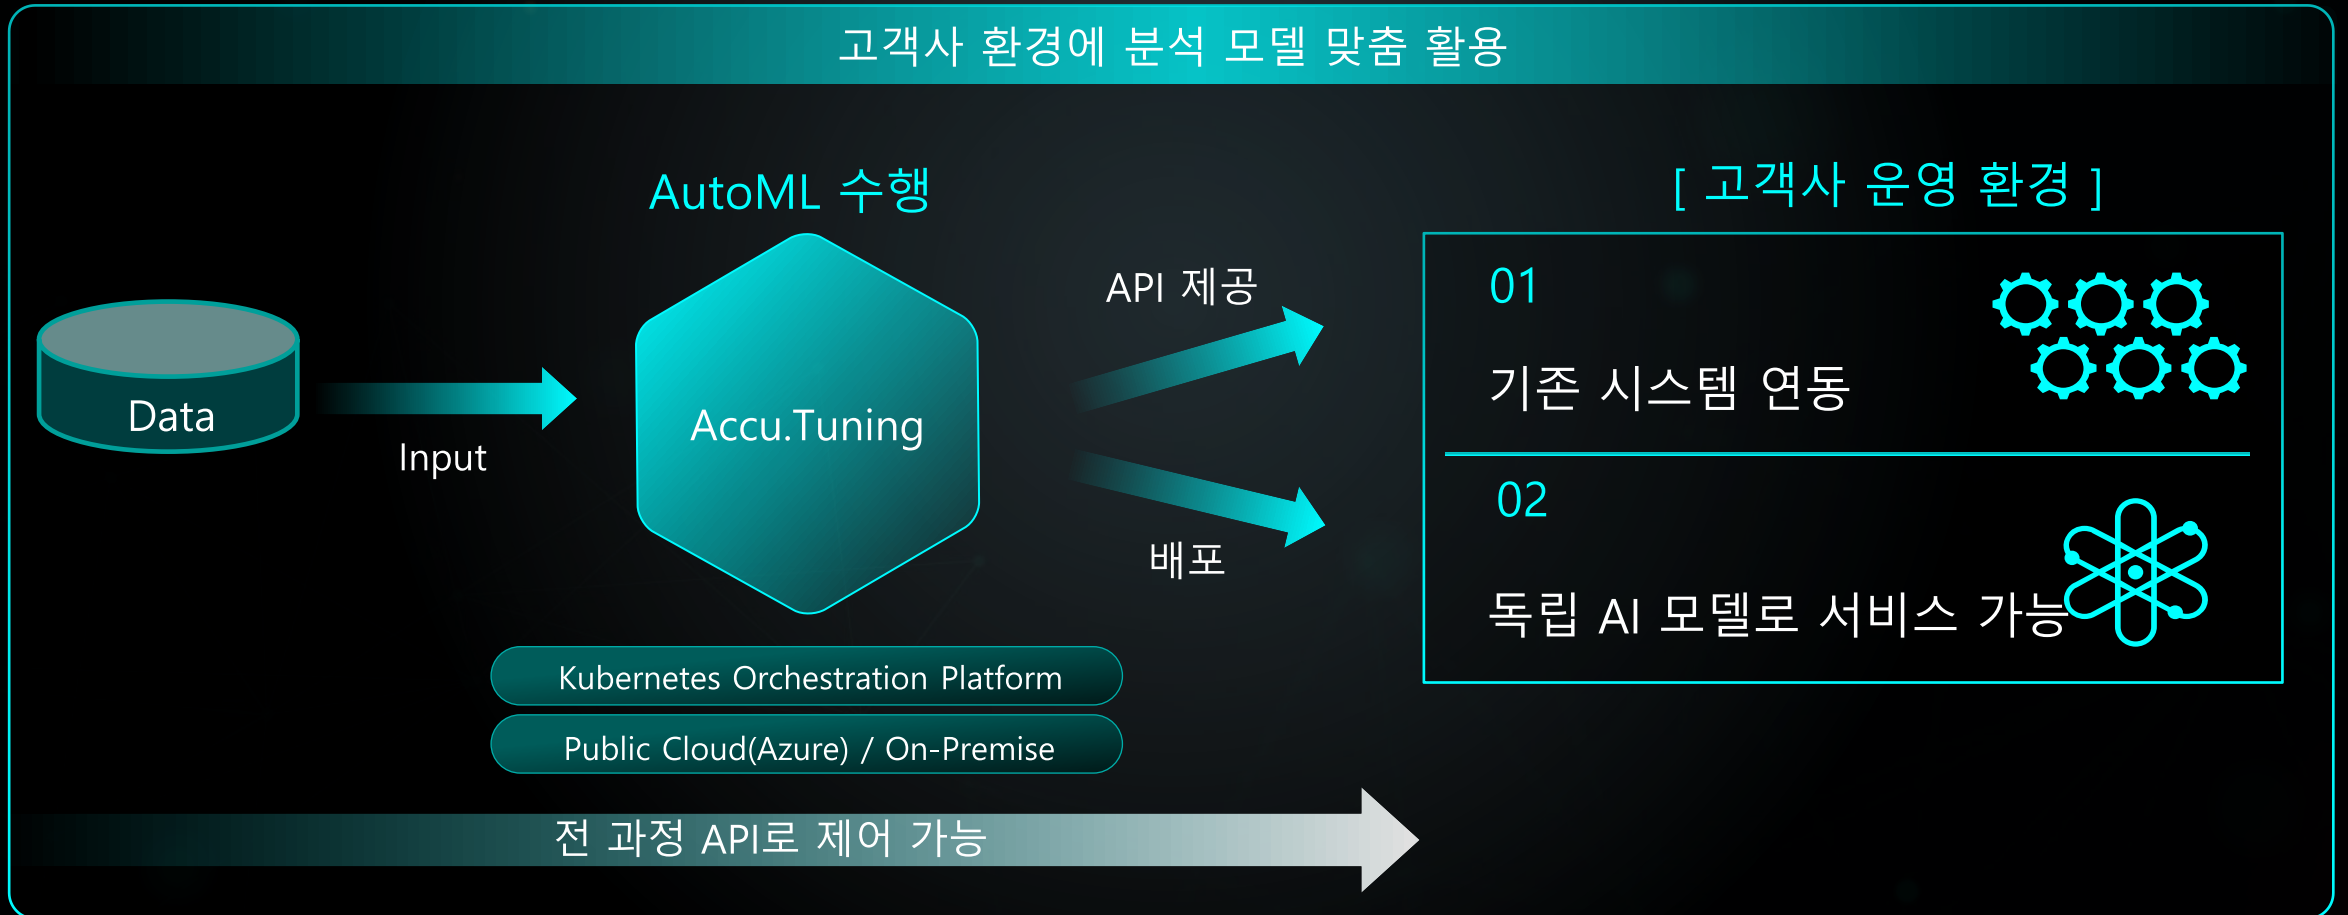 고객사 환경에 분석 모델 맞춤 활용
AutoML 수행
[ 고객사 운영 환경 ]
Data
Input
Accu.Tuning
API 제공
배포
01
기존 시스템 연동
02
독립 AI 모델로 서비스 가능
Kubernetes Orchestration Platform
Public Cloud(Azure) / On-Premise
전 과정 API로 제어 가능